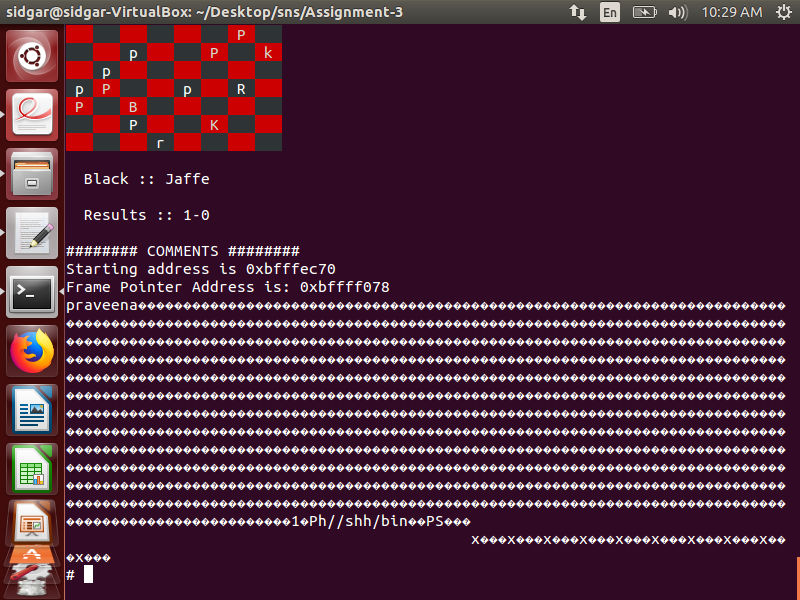 sidgar@sidgar-VirtualBox: ~/Desktop/sns/Assignment-3 En 10:29 AM
P
p P k
p
p P p R
P B
P K
r
Black :: Jaffe
Results :: 1-0
######## COMMENTS ########
Starting address is 0xbfffec70
Frame Pointer Address is: 0xbffff078
praveena��������������������������������������������������������������������������������
��������������������������������������������������������������������������������
��������������������������������������������������������������������������������
��������������������������������������������������������������������������������
��������������������������������������������������������������������������������
��������������������������������������������������������������������������������
��������������������������������������������������������������������������������
��������������������������������������������������������������������������������
��������������������������������������������������������������������������������
��������������������������������������������������������������������������������
��������������������������������������������������������������������������������
��������������������������������������������������������������������������������
�������������������������1�Ph//shh/bin��PS���
x���x���x���x���x���x���x���x���x��
�x���
#